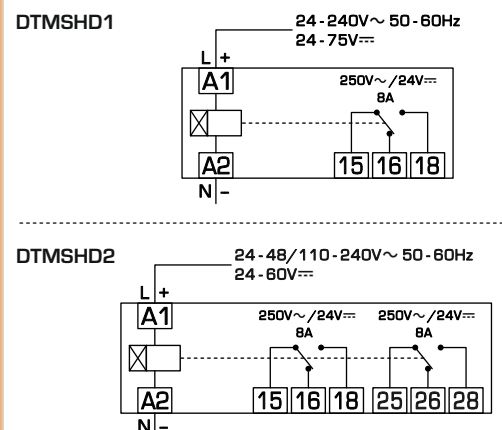 DTMSHD1
24-240V~ 50-60Hz
24-75V⎓
L +
A1
250V~/24V⎓
8A
A2
15 16 18
N -
DTMSHD2
24-48/110-240V~ 50-60Hz
24-60V⎓
L +
A1
250V~/24V⎓ 250V~/24V⎓
8A 8A
A2
15 16 18 25 26 28
N -